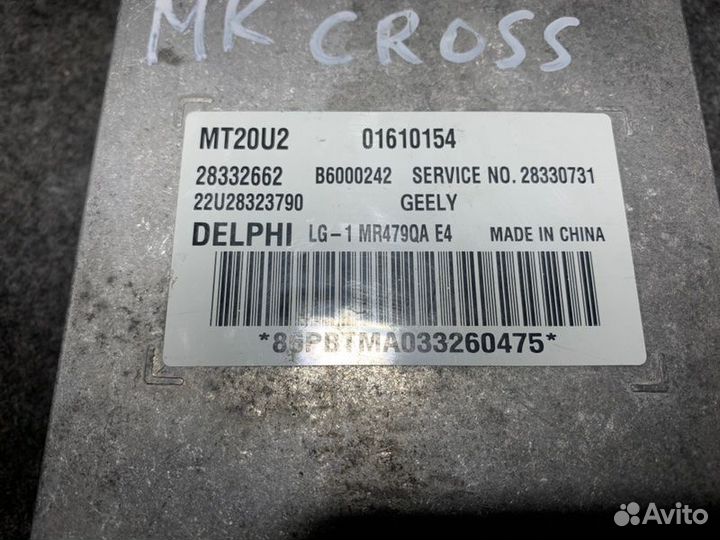 MK CROSS
MT20U2 01610154
28332662 B6000242 SERVICE NO. 28330731
22U28323790 GEELY
DELPHI LG-1 MR479QA E4 MADE IN CHINA
*86PBTMA033260475*
Avito